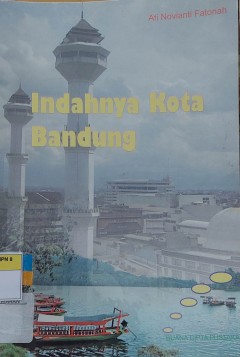 Ati Novianti Fatonah
Indahnya Kota
Bandung